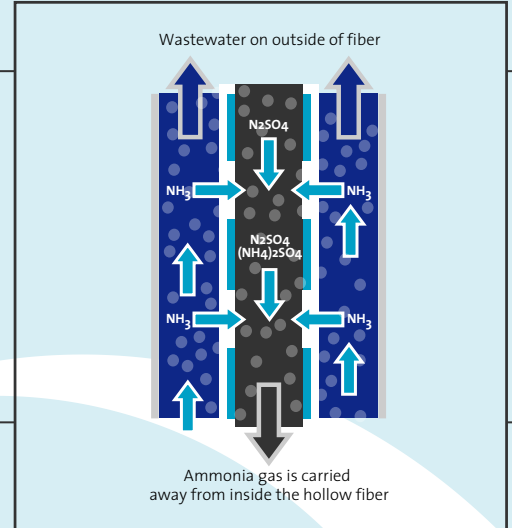 Wastewater on outside of fiber
N2SO4
NH3
NH3
N2SO4
(NH4)2SO4
NH3
NH3
Ammonia gas is carried
away from inside the hollow fiber